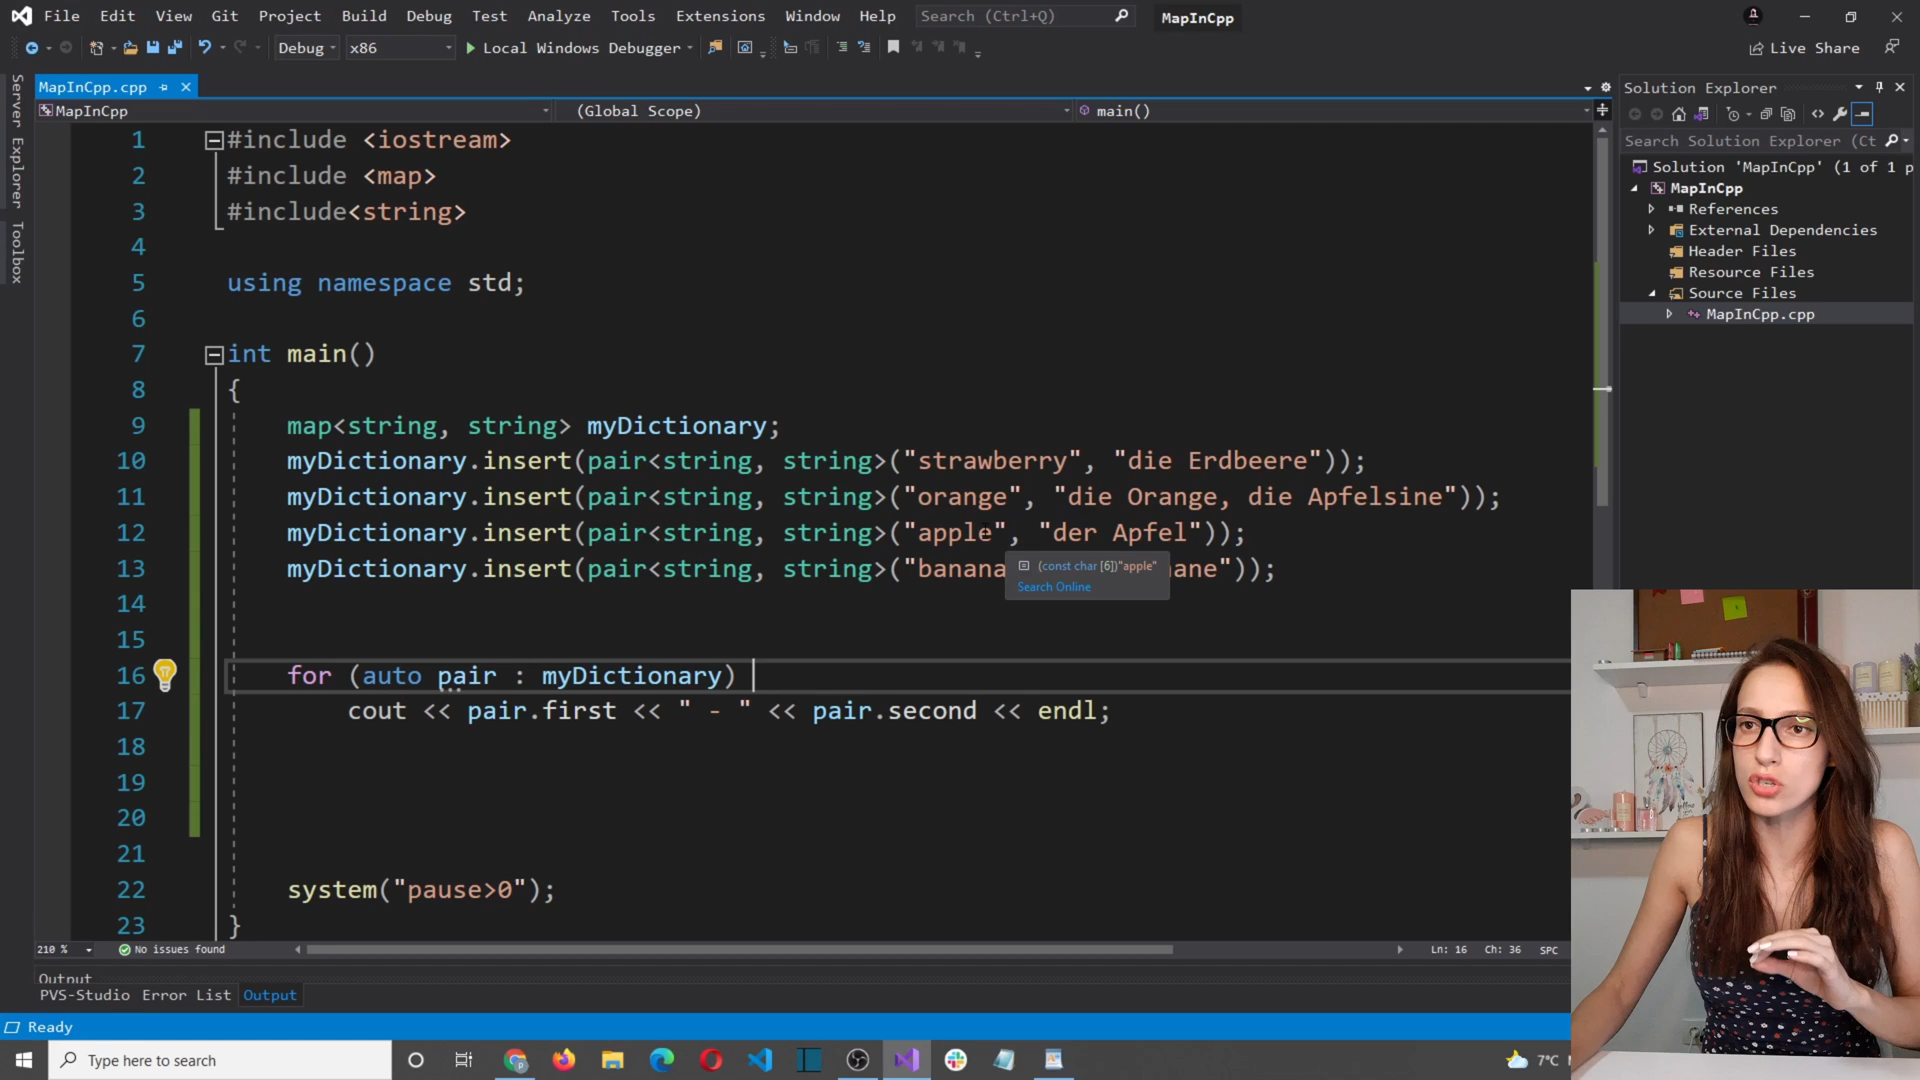 File Edit View Git Project Build Debug Test Analyze Tools Extensions Window Help Search (Ctrl+Q) MapInCpp
Debug x86 Local Windows Debugger Live Share
Server Explorer
Toolbox
MapInCpp.cpp
MapInCpp (Global Scope) main()
1 #include <iostream>
2 #include <map>
3 #include<string>
4
5 using namespace std;
6
7 int main()
8 {
9 map<string, string> myDictionary;
10 myDictionary.insert(pair<string, string>("strawberry", "die Erdbeere"));
11 myDictionary.insert(pair<string, string>("orange", "die Orange, die Apfelsine"));
12 myDictionary.insert(pair<string, string>("apple", "der Apfel"));
13 myDictionary.insert(pair<string, string>("banana ane"));
(const char [6])"apple"
Search Online
14
15
16 for (auto pair : myDictionary)
17 cout << pair.first << " - " << pair.second << endl;
18
19
20
21
22 system("pause>0");
23 }
210 % No issues found Ln: 16 Ch: 36 SPC
Output
PVS-Studio Error List Output
Ready
Solution Explorer
Search Solution Explorer (Ct
Solution 'MapInCpp' (1 of 1 p
MapInCpp
References
External Dependencies
Header Files
Resource Files
Source Files
MapInCpp.cpp
Type here to search
7°C